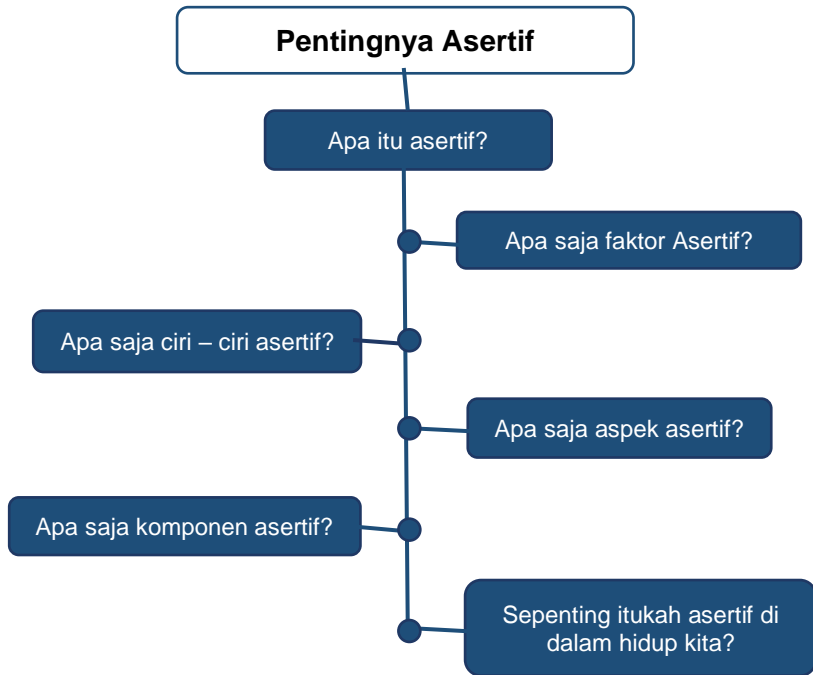 Pentingnya Asertif
Apa itu asertif?
Apa saja faktor Asertif?
Apa saja ciri – ciri asertif?
Apa saja aspek asertif?
Apa saja komponen asertif?
Sepenting itukah asertif di
dalam hidup kita?